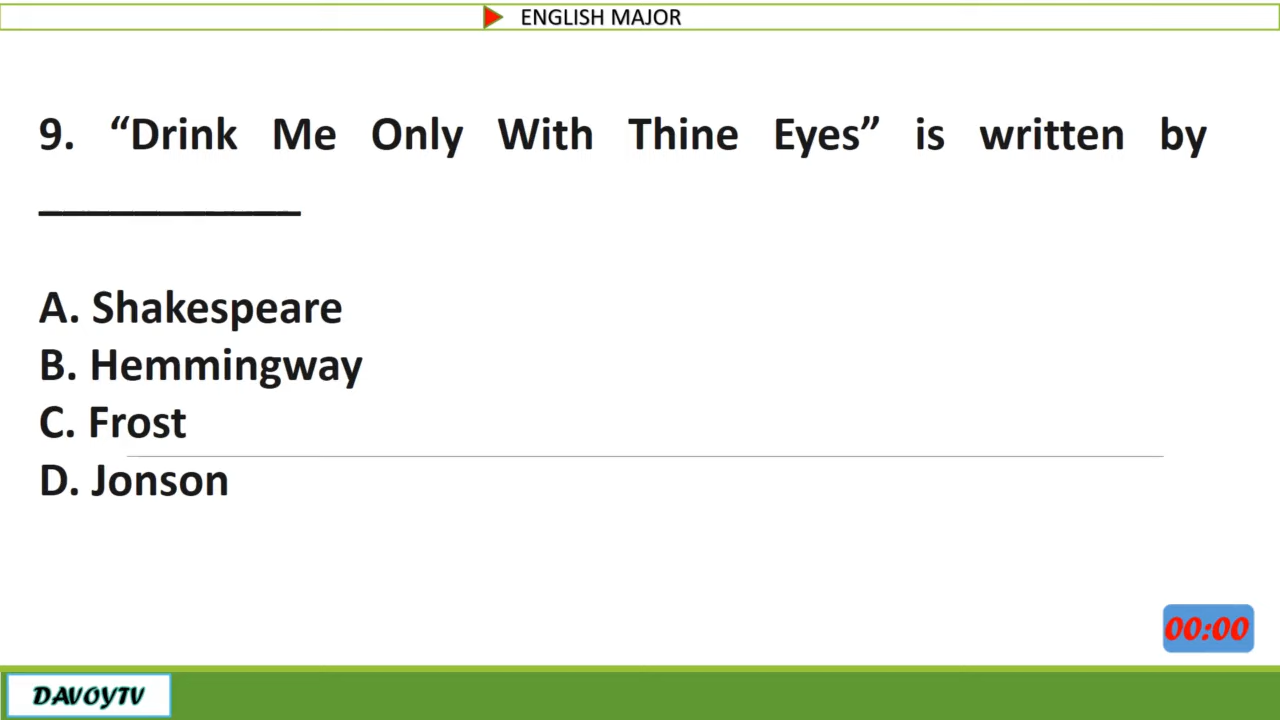 ENGLISH MAJOR
9. “Drink Me Only With Thine Eyes” is written by
___________
A. Shakespeare
B. Hemmingway
C. Frost
D. Jonson
00:00
DAVOYTV